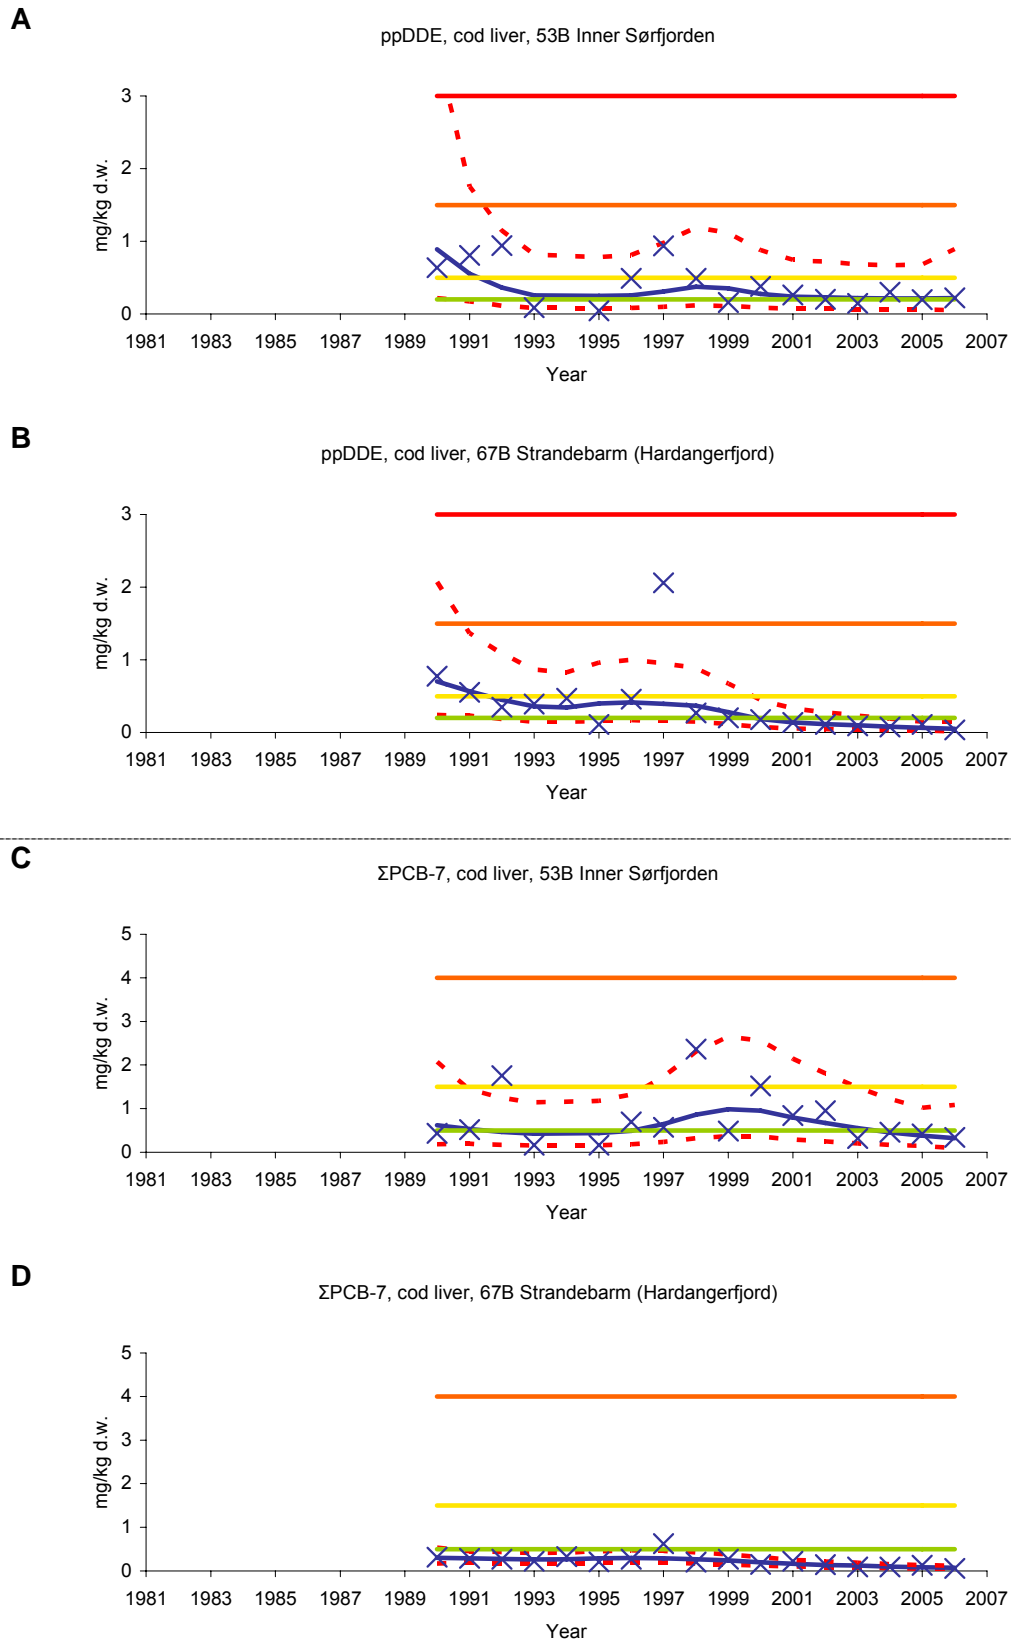 A
ppDDE, cod liver, 53B Inner Sørfjorden
3
2
1
0
mg/kg d.w.
1981 1983 1985 1987 1989 1991 1993 1995 1997 1999 2001 2003 2005 2007
Year
B
ppDDE, cod liver, 67B Strandebarm (Hardangerfjord)
3
2
1
0
mg/kg d.w.
1981 1983 1985 1987 1989 1991 1993 1995 1997 1999 2001 2003 2005 2007
Year
C
ΣPCB-7, cod liver, 53B Inner Sørfjorden
5
4
3
2
1
0
mg/kg d.w.
1981 1983 1985 1987 1989 1991 1993 1995 1997 1999 2001 2003 2005 2007
Year
D
ΣPCB-7, cod liver, 67B Strandebarm (Hardangerfjord)
5
4
3
2
1
0
mg/kg d.w.
1981 1983 1985 1987 1989 1991 1993 1995 1997 1999 2001 2003 2005 2007
Year